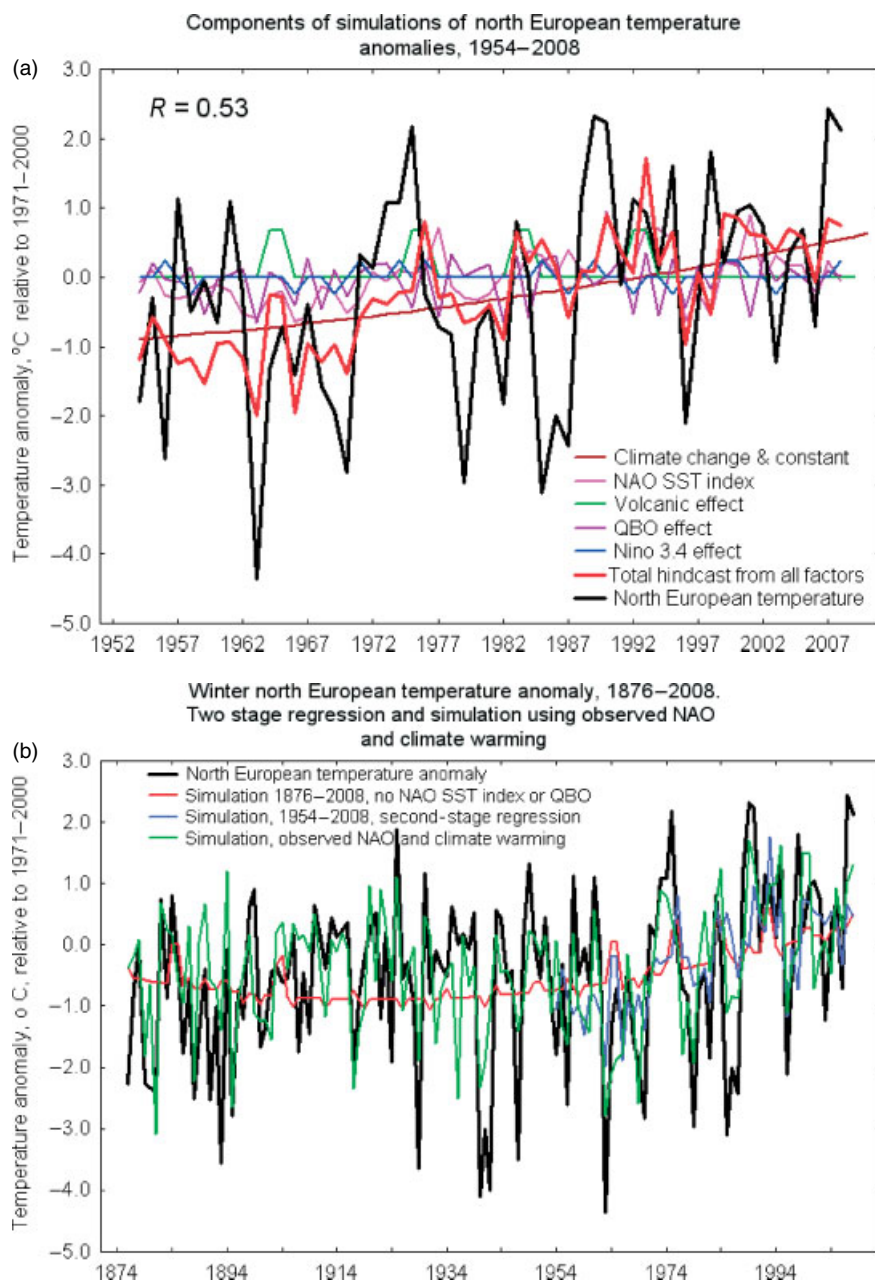 Components of simulations of north European temperature
anomalies, 1954–2008
(a)
3.0
2.0
1.0
0.0
−1.0
−2.0
−3.0
−4.0
−5.0
Temperature anomaly, °C relative to 1971–2000
R = 0.53
Climate change & constant
NAO SST index
Volcanic effect
QBO effect
Nino 3.4 effect
Total hindcast from all factors
North European temperature
1952 1957 1962 1967 1972 1977 1982 1987 1992 1997 2002 2007
Winter north European temperature anomaly, 1876–2008.
Two stage regression and simulation using observed NAO
and climate warming
(b)
3.0
2.0
1.0
0.0
−1.0
−2.0
−3.0
−4.0
−5.0
Temperature anomaly, o C, relative to 1971–2000
North European temperature anomaly
Simulation 1876–2008, no NAO SST index or QBO
Simulation, 1954–2008, second-stage regression
Simulation, observed NAO and climate warming
1874 1894 1914 1934 1954 1974 1994